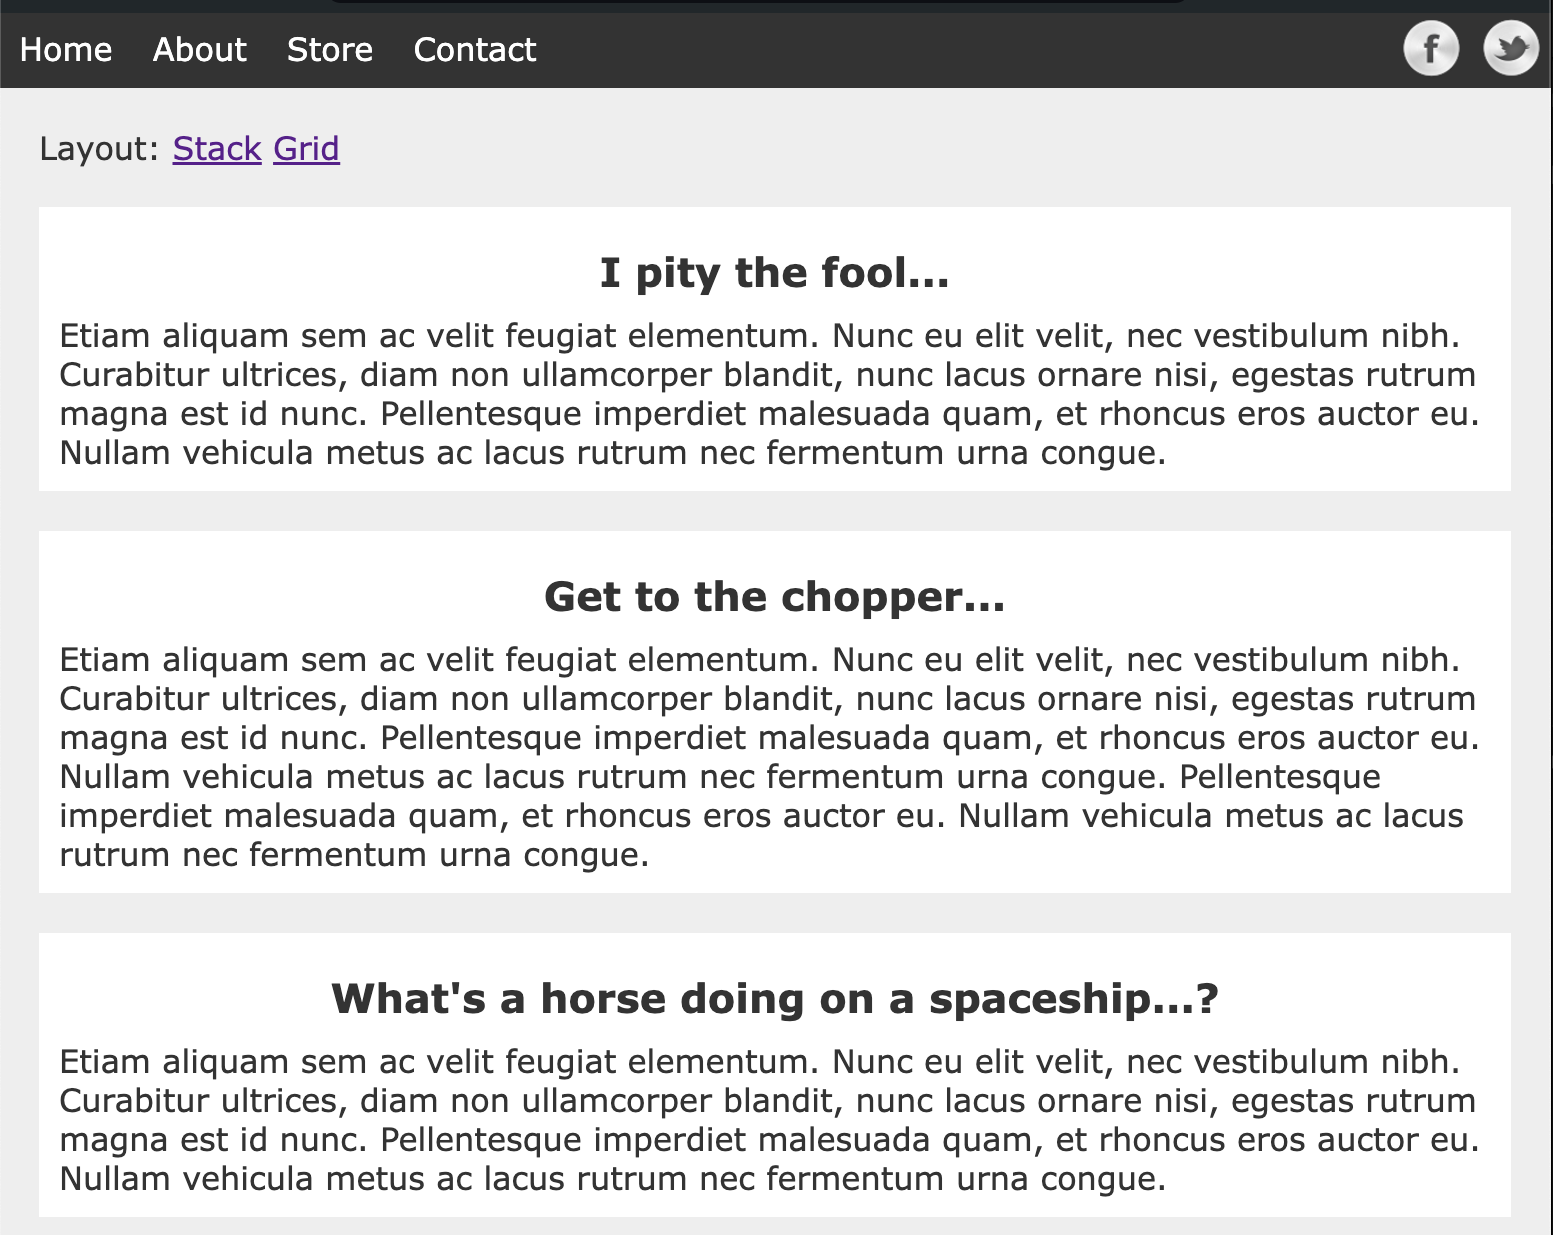 Home About Store Contact
Layout: Stack Grid
I pity the fool...
Etiam aliquam sem ac velit feugiat elementum. Nunc eu elit velit, nec vestibulum nibh.
Curabitur ultrices, diam non ullamcorper blandit, nunc lacus ornare nisi, egestas rutrum
magna est id nunc. Pellentesque imperdiet malesuada quam, et rhoncus eros auctor eu.
Nullam vehicula metus ac lacus rutrum nec fermentum urna congue.
Get to the chopper...
Etiam aliquam sem ac velit feugiat elementum. Nunc eu elit velit, nec vestibulum nibh.
Curabitur ultrices, diam non ullamcorper blandit, nunc lacus ornare nisi, egestas rutrum
magna est id nunc. Pellentesque imperdiet malesuada quam, et rhoncus eros auctor eu.
Nullam vehicula metus ac lacus rutrum nec fermentum urna congue. Pellentesque
imperdiet malesuada quam, et rhoncus eros auctor eu. Nullam vehicula metus ac lacus
rutrum nec fermentum urna congue.
What's a horse doing on a spaceship...?
Etiam aliquam sem ac velit feugiat elementum. Nunc eu elit velit, nec vestibulum nibh.
Curabitur ultrices, diam non ullamcorper blandit, nunc lacus ornare nisi, egestas rutrum
magna est id nunc. Pellentesque imperdiet malesuada quam, et rhoncus eros auctor eu.
Nullam vehicula metus ac lacus rutrum nec fermentum urna congue.